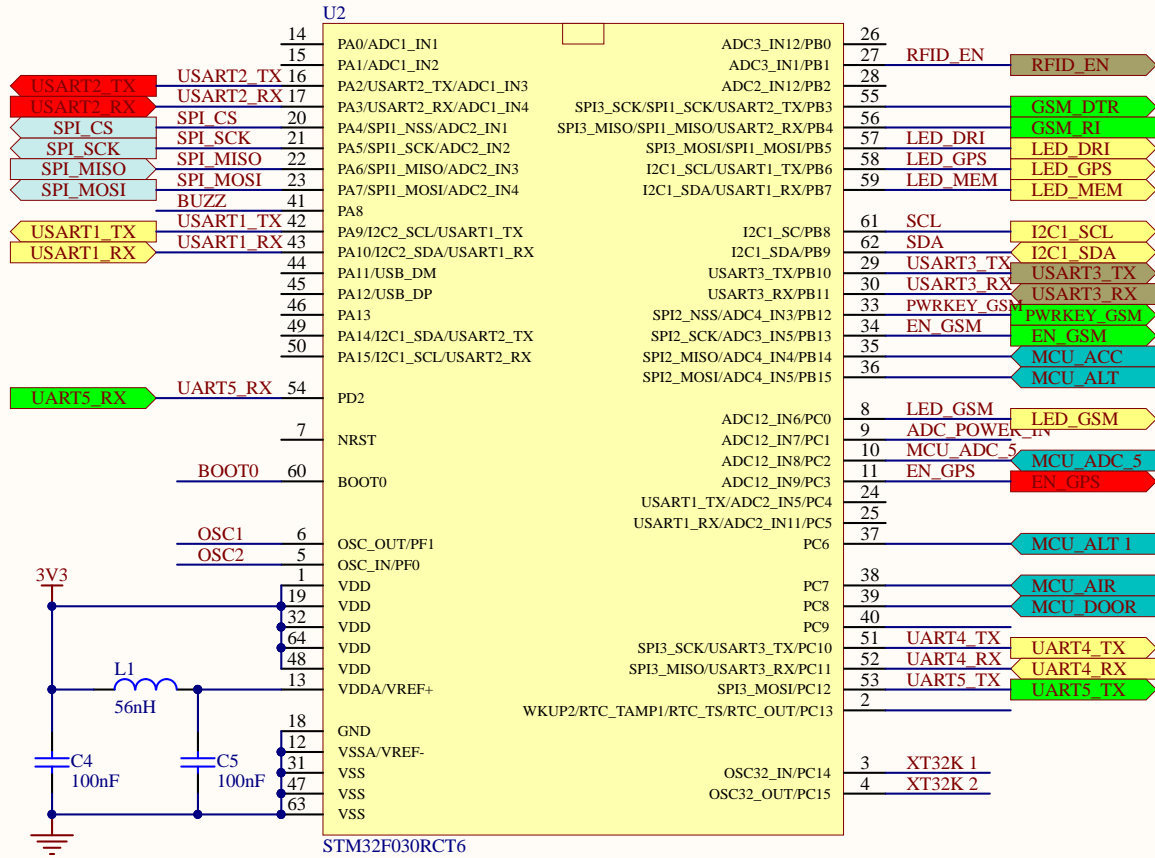 U2
14 PA0/ADC1_IN1
15 PA1/ADC1_IN2
USART2_TX USART2_TX 16 PA2/USART2_TX/ADC1_IN3
USART2_RX USART2_RX 17 PA3/USART2_RX/ADC1_IN4
SPI_CS SPI_CS 20 PA4/SPI1_NSS/ADC2_IN1
SPI_SCK SPI_SCK 21 PA5/SPI1_SCK/ADC2_IN2
SPI_MISO SPI_MISO 22 PA6/SPI1_MISO/ADC2_IN3
SPI_MOSI SPI_MOSI 23 PA7/SPI1_MOSI/ADC2_IN4
BUZZ 41 PA8
USART1_TX USART1_TX 42 PA9/I2C2_SCL/USART1_TX
USART1_RX USART1_RX 43 PA10/I2C2_SDA/USART1_RX
44 PA11/USB_DM
45 PA12/USB_DP
46 PA13
49 PA14/I2C1_SDA/USART2_TX
50 PA15/I2C1_SCL/USART2_RX
UART5_RX UART5_RX 54 PD2
7 NRST
BOOT0 60 BOOT0
OSC1 6 OSC_OUT/PF1
OSC2 5 OSC_IN/PF0
3V3
1 VDD
19 VDD
32 VDD
64 VDD
48 VDD
L1
56nH
13 VDDA/VREF+
18 GND
12 VSSA/VREF-
31 VSS
47 VSS
63 VSS
C4
100nF
C5
100nF
ADC3_IN12/PB0 26
ADC3_IN1/PB1 27 RFID_EN RFID_EN
ADC2_IN12/PB2 28
SPI3_SCK/SPI1_SCK/USART2_TX/PB3 55 GSM_DTR
SPI3_MISO/SPI1_MISO/USART2_RX/PB4 56 GSM_RI
SPI3_MOSI/SPI1_MOSI/PB5 57 LED_DRI LED_DRI
I2C1_SCL/USART1_TX/PB6 58 LED_GPS LED_GPS
I2C1_SDA/USART1_RX/PB7 59 LED_MEM LED_MEM
I2C1_SC/PB8 61 SCL I2C1_SCL
I2C1_SDA/PB9 62 SDA I2C1_SDA
USART3_TX/PB10 29 USART3_TX USART3_TX
USART3_RX/PB11 30 USART3_RX USART3_RX
SPI2_NSS/ADC4_IN3/PB12 33 PWRKEY_GSM PWRKEY_GSM
SPI2_SCK/ADC3_IN5/PB13 34 EN_GSM EN_GSM
SPI2_MISO/ADC4_IN4/PB14 35 MCU_ACC
SPI2_MOSI/ADC4_IN5/PB15 36 MCU_ALT
ADC12_IN6/PC0 8 LED_GSM LED_GSM
ADC12_IN7/PC1 9 ADC_POWER_IN
ADC12_IN8/PC2 10 MCU_ADC_5 MCU_ADC_5
ADC12_IN9/PC3 11 EN_GPS EN_GPS
USART1_TX/ADC2_IN5/PC4 24
USART1_RX/ADC2_IN11/PC5 25
PC6 37 MCU_ALT 1
PC7 38 MCU_AIR
PC8 39 MCU_DOOR
PC9 40
SPI3_SCK/USART3_TX/PC10 51 UART4_TX UART4_TX
SPI3_MISO/USART3_RX/PC11 52 UART4_RX UART4_RX
SPI3_MOSI/PC12 53 UART5_TX UART5_TX
WKUP2/RTC_TAMP1/RTC_TS/RTC_OUT/PC13 2
OSC32_IN/PC14 3 XT32K 1
OSC32_OUT/PC15 4 XT32K 2
STM32F030RCT6